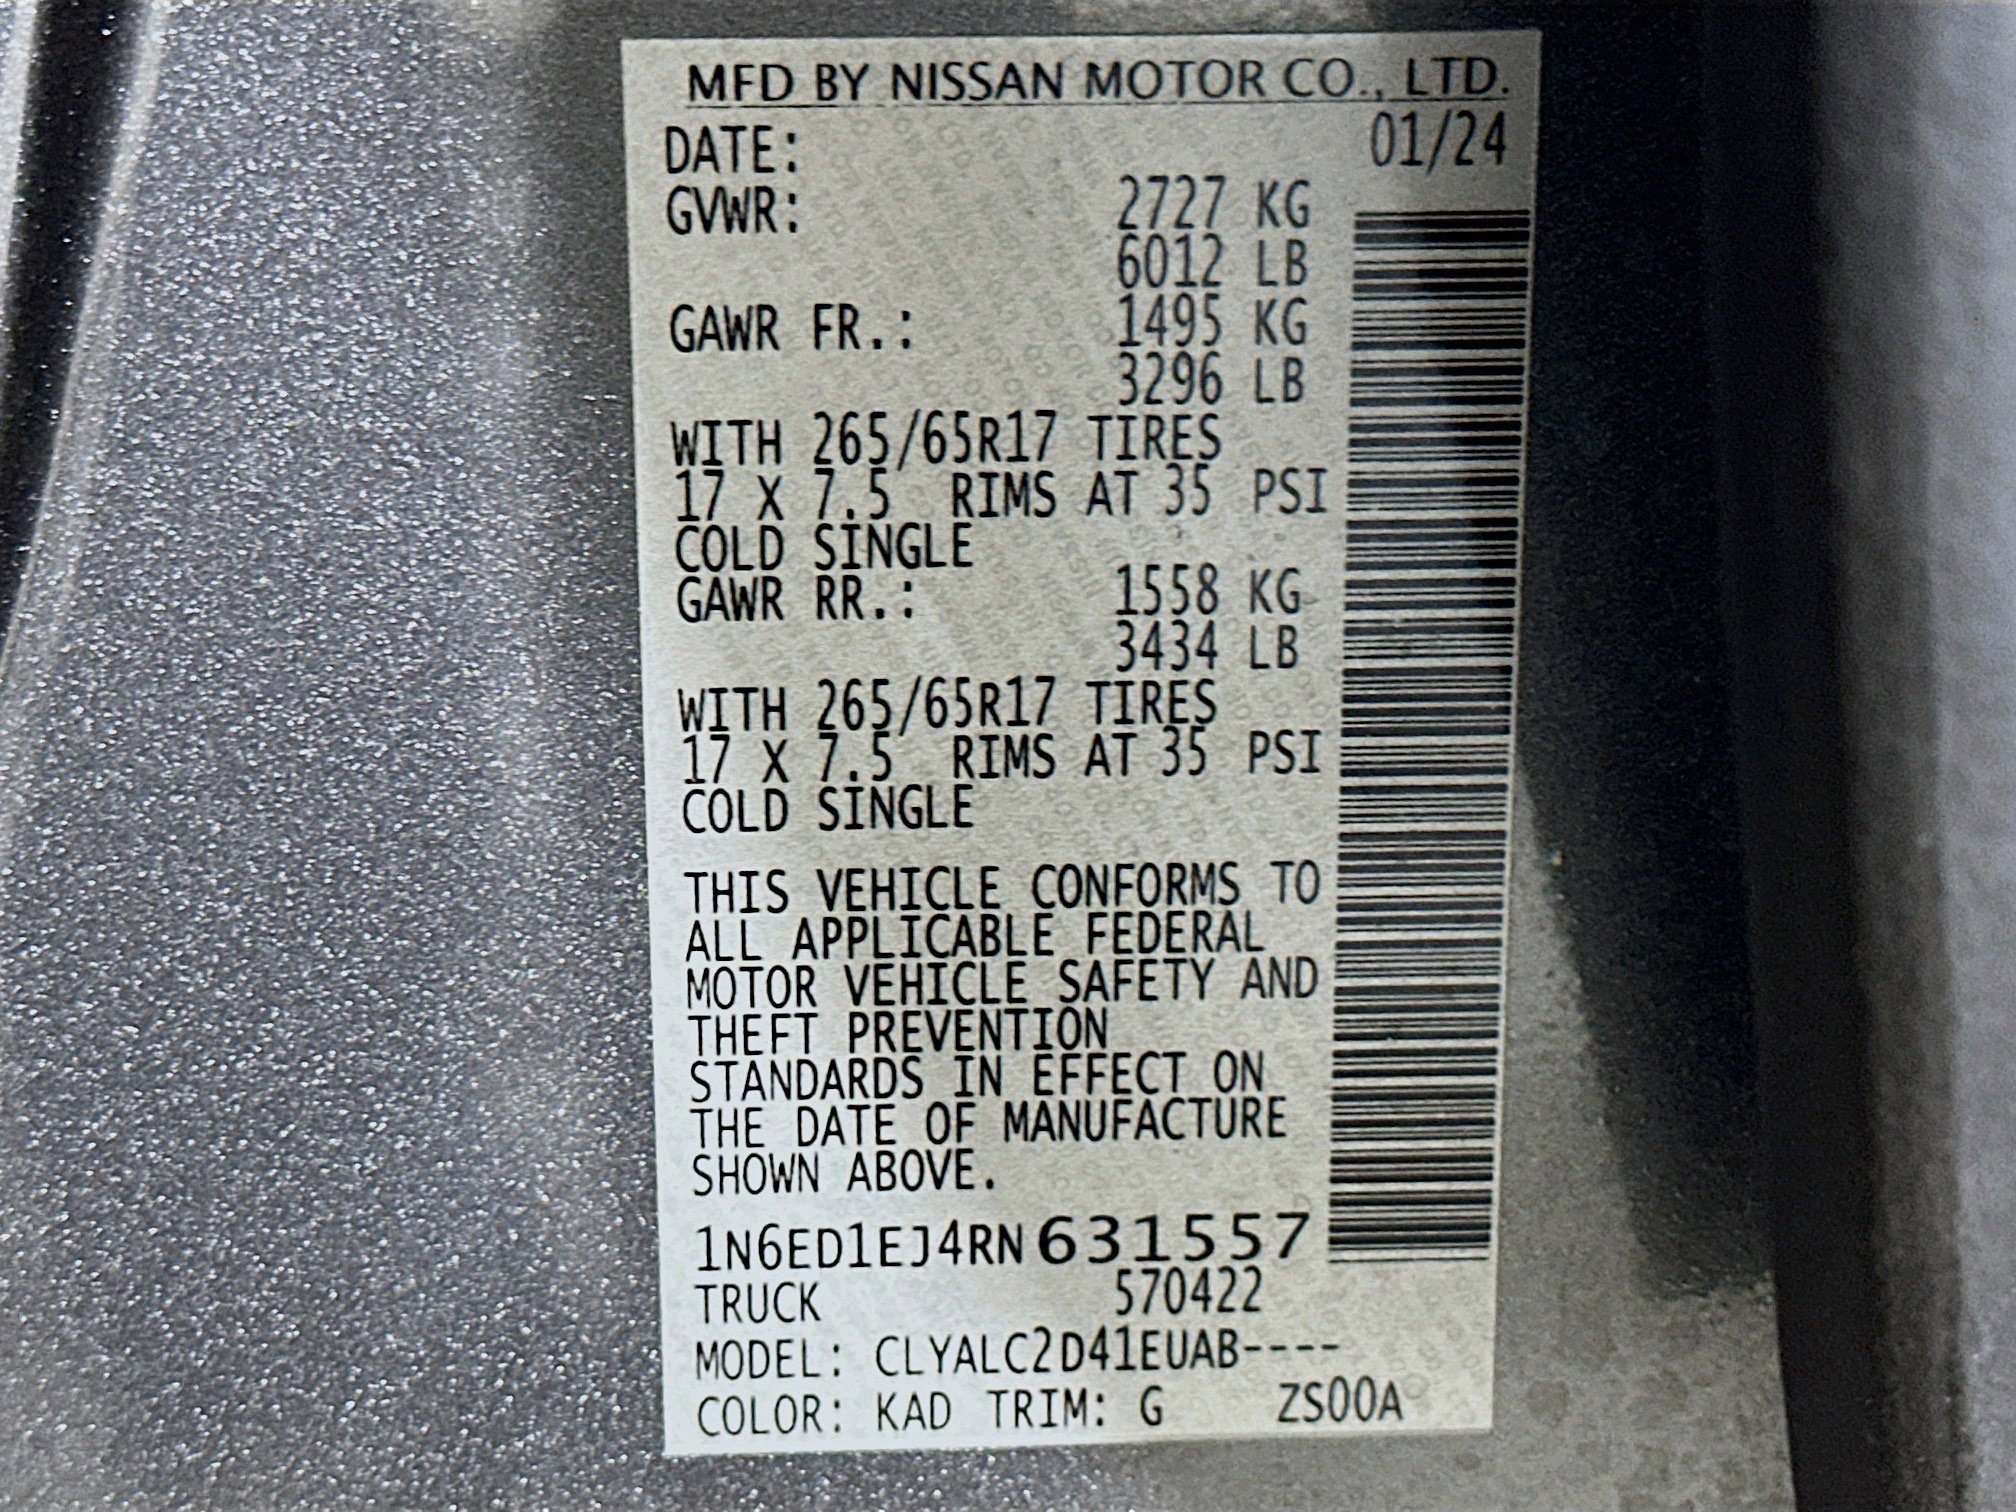 MFD BY NISSAN MOTOR CO., LTD.
DATE: 01/24
GVWR: 2727 KG
6012 LB
GAWR FR.: 1495 KG
3296 LB
WITH 265/65R17 TIRES
17 X 7.5 RIMS AT 35 PSI
COLD SINGLE
GAWR RR.: 1558 KG
3434 LB
WITH 265/65R17 TIRES
17 X 7.5 RIMS AT 35 PSI
COLD SINGLE
THIS VEHICLE CONFORMS TO
ALL APPLICABLE FEDERAL
MOTOR VEHICLE SAFETY AND
THEFT PREVENTION
STANDARDS IN EFFECT ON
THE DATE OF MANUFACTURE
SHOWN ABOVE.
1N6ED1EJ4RN631557
TRUCK 570422
MODEL: CLYALC2D41EUAB----
COLOR: KAD TRIM: G ZS00A